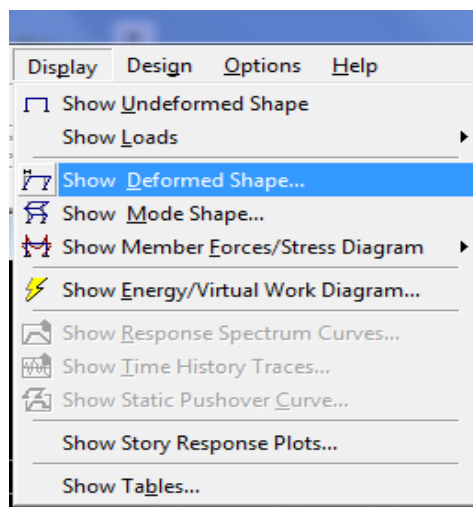 Display Design Options Help
Show Undeformed Shape
Show Loads
Show Deformed Shape...
Show Mode Shape...
Show Member Forces/Stress Diagram
Show Energy/Virtual Work Diagram...
Show Response Spectrum Curves...
Show Time History Traces...
Show Static Pushover Curve...
Show Story Response Plots...
Show Tables...